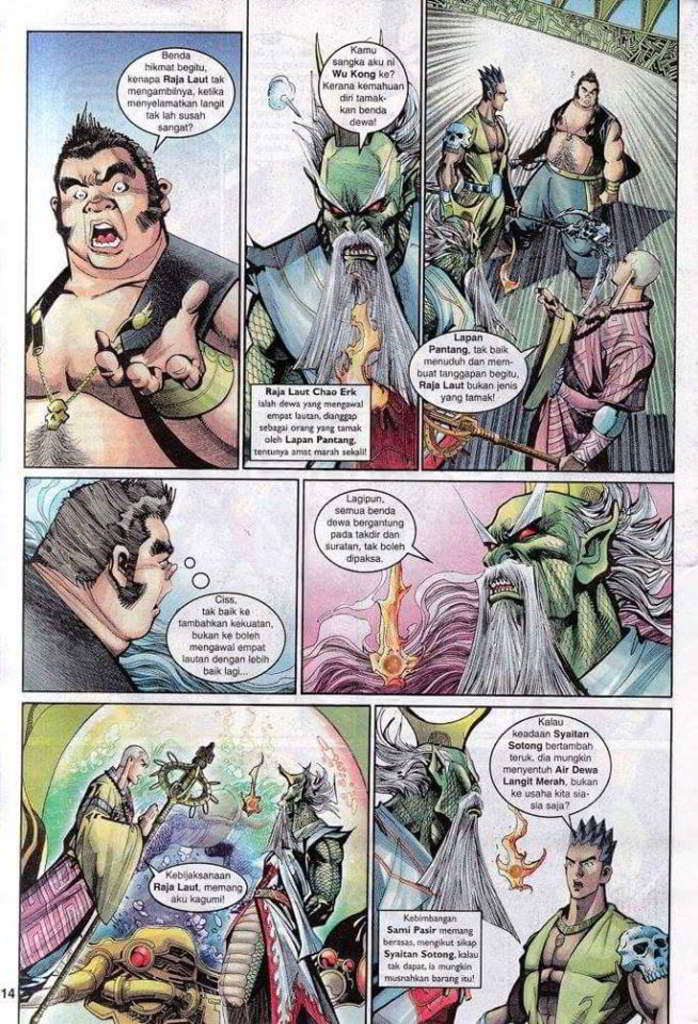 Benda
hikmat begitu,
kenapa Raja Laut tak
mengambilnya, ketika
menyelamatkan langit
tak lah susah
sangat?
Kamu
sangka aku ni
Wu Kong ke?
Kerana kemahuan
diri tamak-
kan benda
dewa!
Raja Laut Chao Erk
ialah dewa yang mengawal
empat lautan, dianggap
sebagai orang yang tamak
oleh Lapan Pantang,
tentunya amat marah sekali!
Lapan
Pantang, tak baik
menuduh dan mem-
buat tanggapan begitu,
Raja Laut bukan jenis
yang tamak!
Ciss,
tak baik ke
tambahkan kekuatan,
bukan ke boleh
mengawal empat
lautan dengan lebih
baik lagi...
Lagipun,
semua benda
dewa bergantung
pada takdir dan
suratan, tak boleh
dipaksa.
Kebijaksanaan
Raja Laut, memang
aku kagumi!
Kalau
keadaan Syaitan
Sotong bertambah
teruk, dia mungkin
menyentuh Air Dewa
Langit Merah, bukan
ke usaha kita sia-
sia saja?
Kebimbangan
Sami Pasir memang
berasas, mengikut sikap
Syaitan Sotong, kalau
tak dapat, ia mungkin
musnahkan barang itu!
14